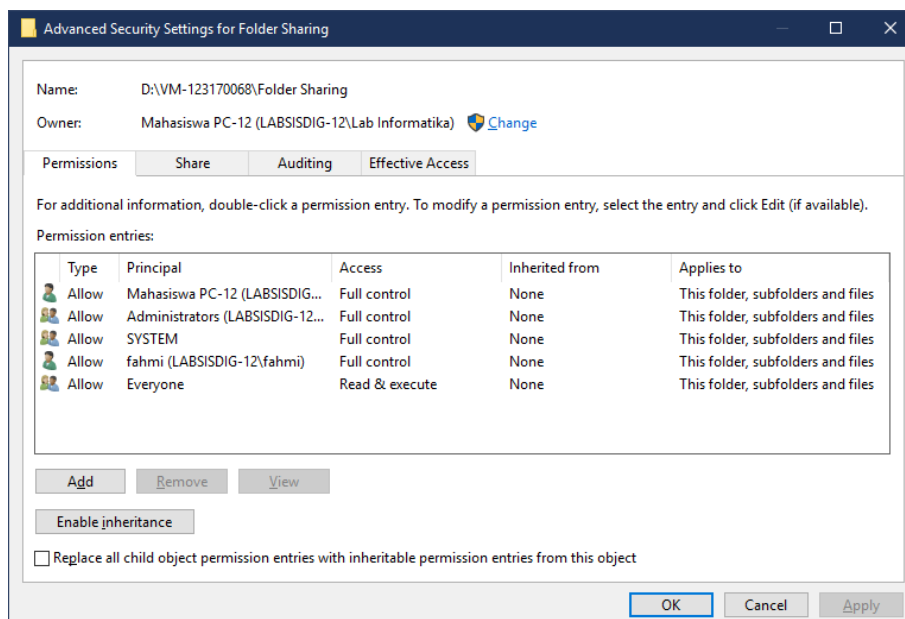 Advanced Security Settings for Folder Sharing
Name: D:\VM-123170068\Folder Sharing
Owner: Mahasiswa PC-12 (LABSISDIG-12\Lab Informatika) Change
Permissions Share Auditing Effective Access
For additional information, double-click a permission entry. To modify a permission entry, select the entry and click Edit (if available).
Permission entries:
Type Principal Access Inherited from Applies to
Allow Mahasiswa PC-12 (LABSISDIG... Full control None This folder, subfolders and files
Allow Administrators (LABSISDIG-12... Full control None This folder, subfolders and files
Allow SYSTEM Full control None This folder, subfolders and files
Allow fahmi (LABSISDIG-12\fahmi) Full control None This folder, subfolders and files
Allow Everyone Read & execute None This folder, subfolders and files
Add Remove View
Enable inheritance
Replace all child object permission entries with inheritable permission entries from this object
OK Cancel Apply